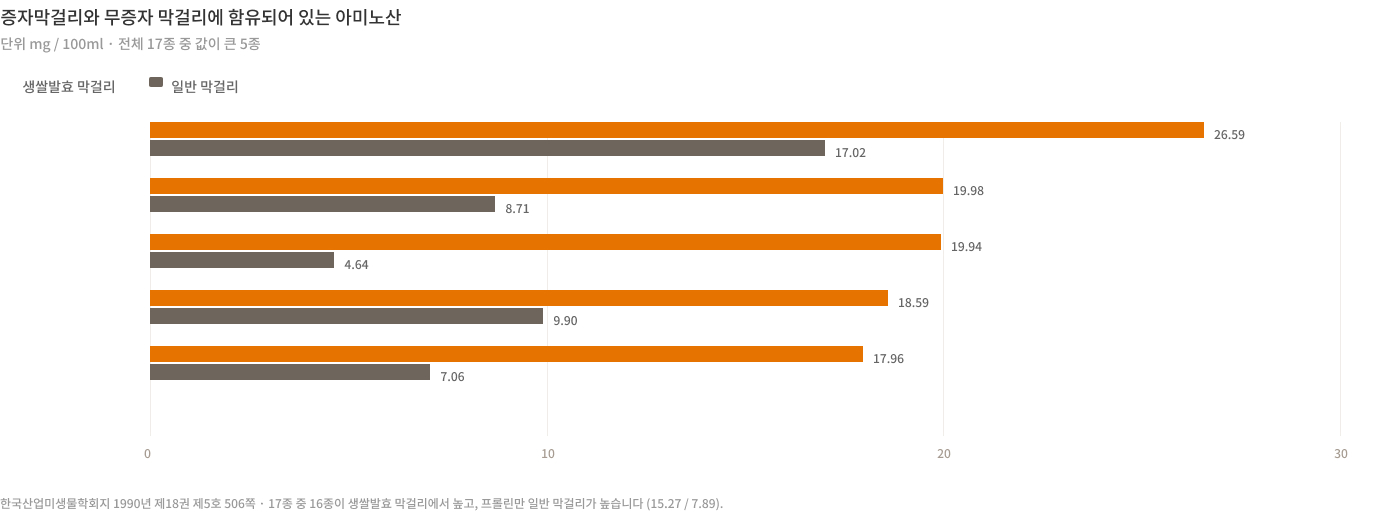 증자막걸리와 무증자 막걸리에 함유되어 있는 아미노산
단위 mg / 100ml · 전체 17종 중 값이 큰 5종
생쌀발효 막걸리 일반 막걸리
26.59
17.02
19.98
8.71
19.94
4.64
18.59
9.90
17.96
7.06
0 10 20 30
한국산업미생물학회지 1990년 제18권 제5호 506쪽 · 17종 중 16종이 생쌀발효 막걸리에서 높고, 프롤린만 일반 막걸리가 높습니다 (15.27 / 7.89).